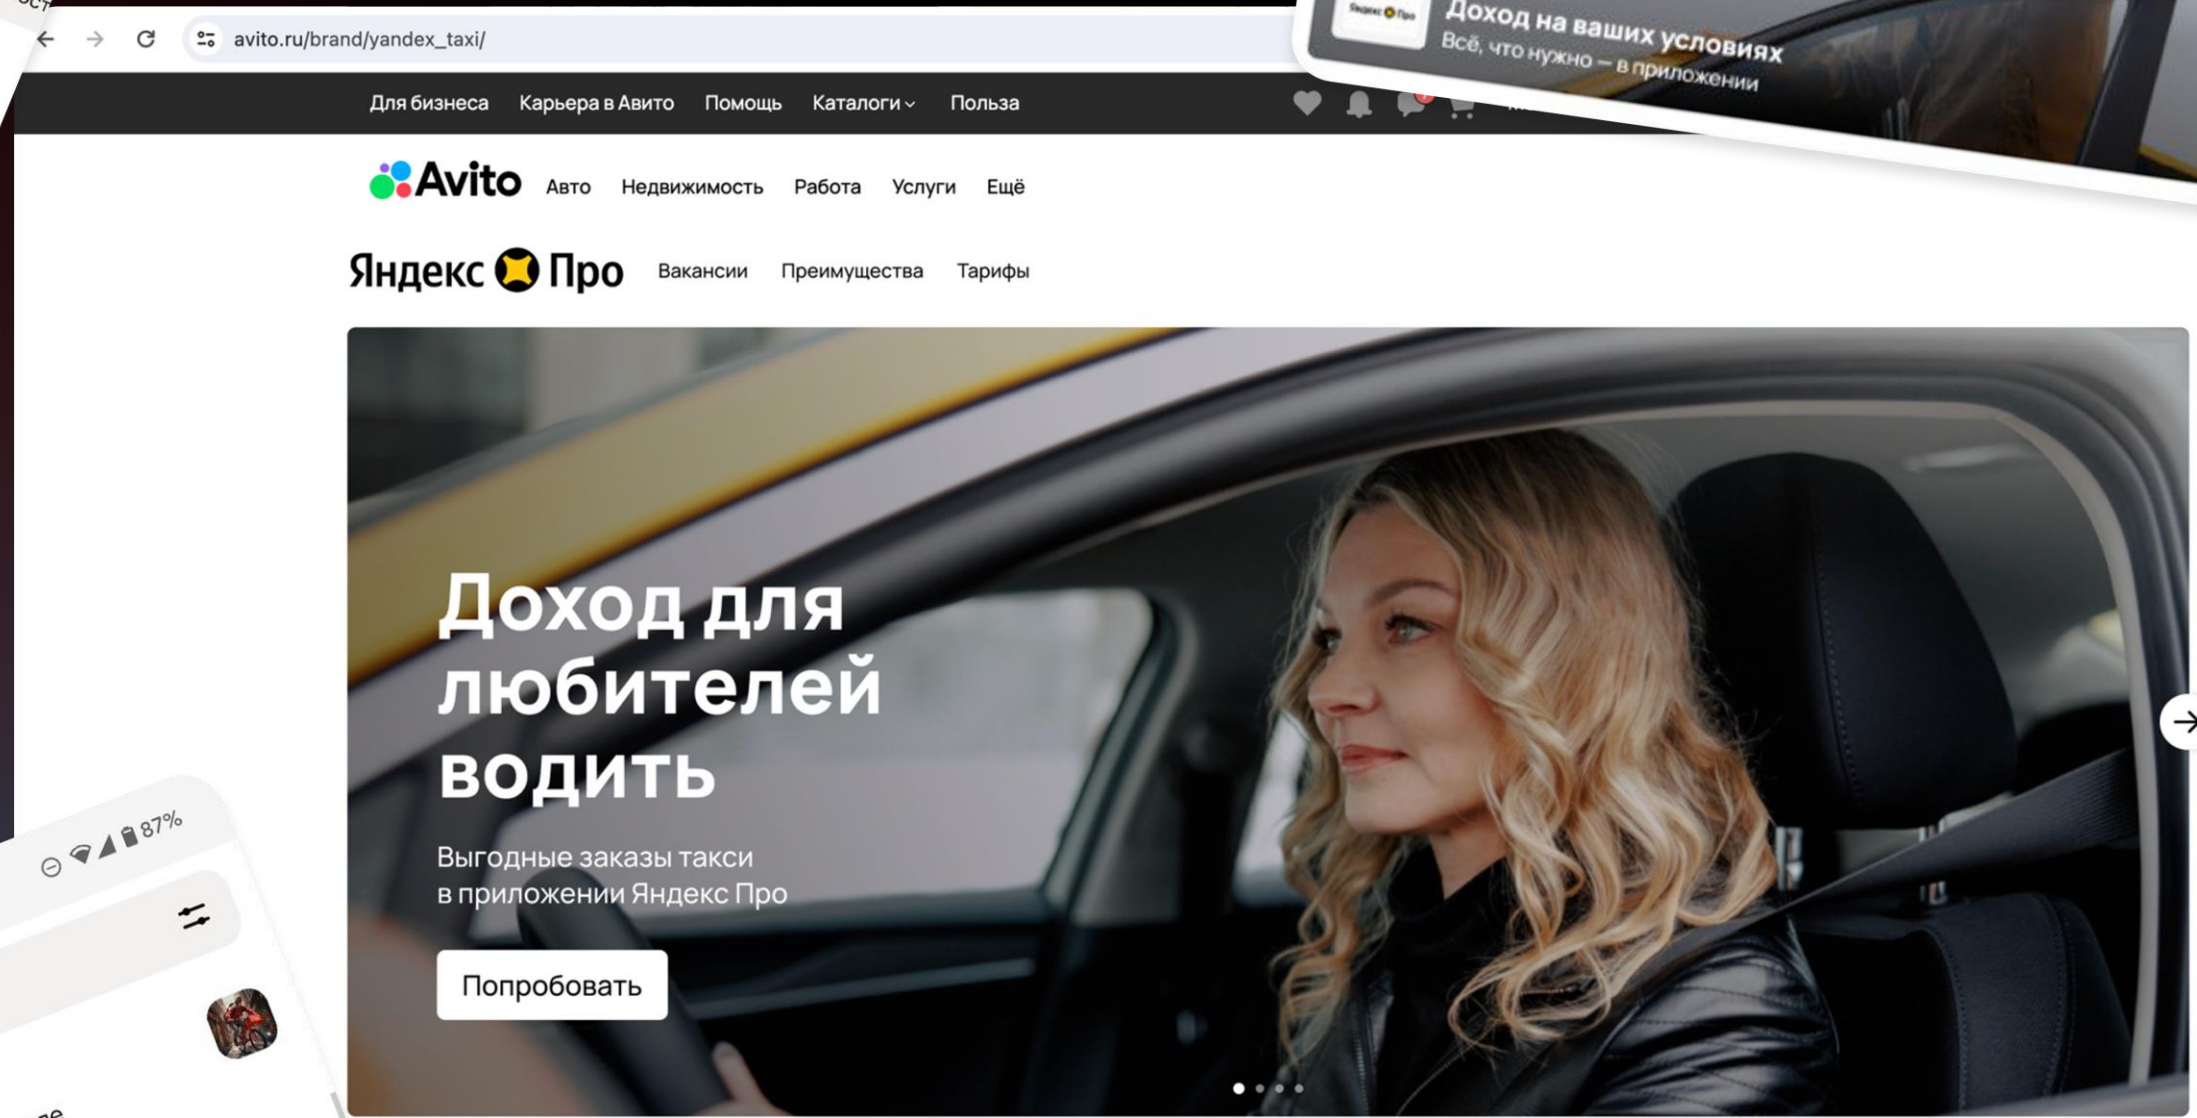 avito.ru/brand/yandex_taxi/
Яндекс Про
Доход на ваших условиях
Всё, что нужно — в приложении
Для бизнеса Карьера в Авито Помощь Каталоги Польза
Avito Авто Недвижимость Работа Услуги Ещё
Яндекс Про Вакансии Преимущества Тарифы
Доход для
любителей
водить
Выгодные заказы такси
в приложении Яндекс Про
Попробовать
87%